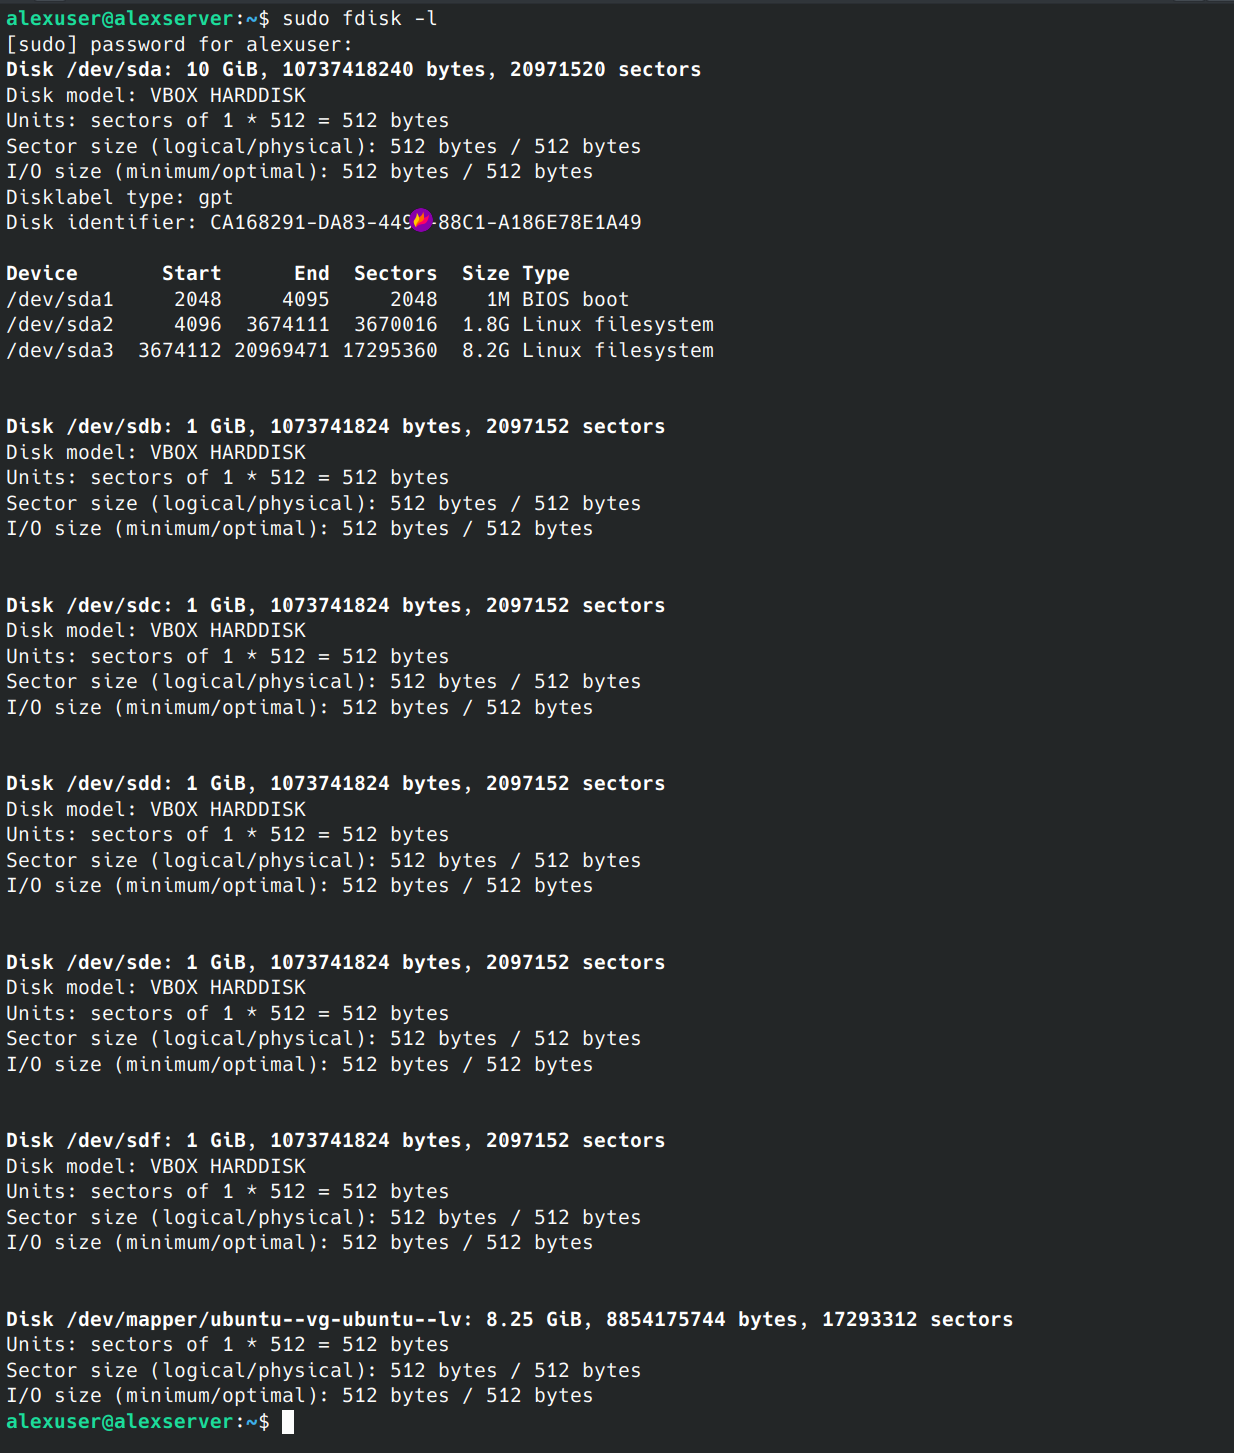 alexuser@alexserver:~$ sudo fdisk -l
[sudo] password for alexuser:
Disk /dev/sda: 10 GiB, 10737418240 bytes, 20971520 sectors
Disk model: VBOX HARDDISK
Units: sectors of 1 * 512 = 512 bytes
Sector size (logical/physical): 512 bytes / 512 bytes
I/O size (minimum/optimal): 512 bytes / 512 bytes
Disklabel type: gpt
Disk identifier: CA168291-DA83-449 -88C1-A186E78E1A49
Device Start End Sectors Size Type
/dev/sda1 2048 4095 2048 1M BIOS boot
/dev/sda2 4096 3674111 3670016 1.8G Linux filesystem
/dev/sda3 3674112 20969471 17295360 8.2G Linux filesystem
Disk /dev/sdb: 1 GiB, 1073741824 bytes, 2097152 sectors
Disk model: VBOX HARDDISK
Units: sectors of 1 * 512 = 512 bytes
Sector size (logical/physical): 512 bytes / 512 bytes
I/O size (minimum/optimal): 512 bytes / 512 bytes
Disk /dev/sdc: 1 GiB, 1073741824 bytes, 2097152 sectors
Disk model: VBOX HARDDISK
Units: sectors of 1 * 512 = 512 bytes
Sector size (logical/physical): 512 bytes / 512 bytes
I/O size (minimum/optimal): 512 bytes / 512 bytes
Disk /dev/sdd: 1 GiB, 1073741824 bytes, 2097152 sectors
Disk model: VBOX HARDDISK
Units: sectors of 1 * 512 = 512 bytes
Sector size (logical/physical): 512 bytes / 512 bytes
I/O size (minimum/optimal): 512 bytes / 512 bytes
Disk /dev/sde: 1 GiB, 1073741824 bytes, 2097152 sectors
Disk model: VBOX HARDDISK
Units: sectors of 1 * 512 = 512 bytes
Sector size (logical/physical): 512 bytes / 512 bytes
I/O size (minimum/optimal): 512 bytes / 512 bytes
Disk /dev/sdf: 1 GiB, 1073741824 bytes, 2097152 sectors
Disk model: VBOX HARDDISK
Units: sectors of 1 * 512 = 512 bytes
Sector size (logical/physical): 512 bytes / 512 bytes
I/O size (minimum/optimal): 512 bytes / 512 bytes
Disk /dev/mapper/ubuntu--vg-ubuntu--lv: 8.25 GiB, 8854175744 bytes, 17293312 sectors
Units: sectors of 1 * 512 = 512 bytes
Sector size (logical/physical): 512 bytes / 512 bytes
I/O size (minimum/optimal): 512 bytes / 512 bytes
alexuser@alexserver:~$